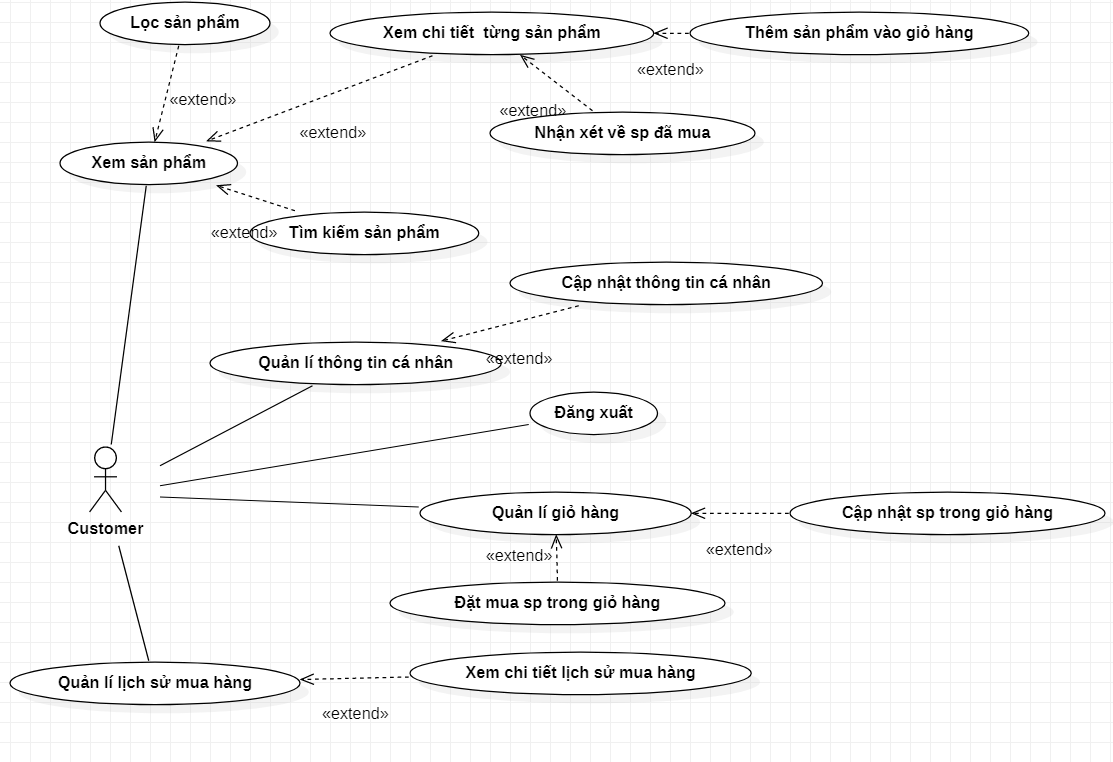 Lọc sản phẩm
Xem chi tiết  từng sản phẩm
Thêm sản phẩm vào giỏ hàng
«extend»
«extend»
«extend»
«extend»
Nhận xét về sp đã mua
Xem sản phẩm
«extend»
Tìm kiếm sản phẩm
Cập nhật thông tin cá nhân
Quản lí thông tin cá nhân
«extend»
Đăng xuất
Customer
Quản lí giỏ hàng
Cập nhật sp trong giỏ hàng
«extend»
«extend»
Đặt mua sp trong giỏ hàng
Quản lí lịch sử mua hàng
Xem chi tiết lịch sử mua hàng
«extend»